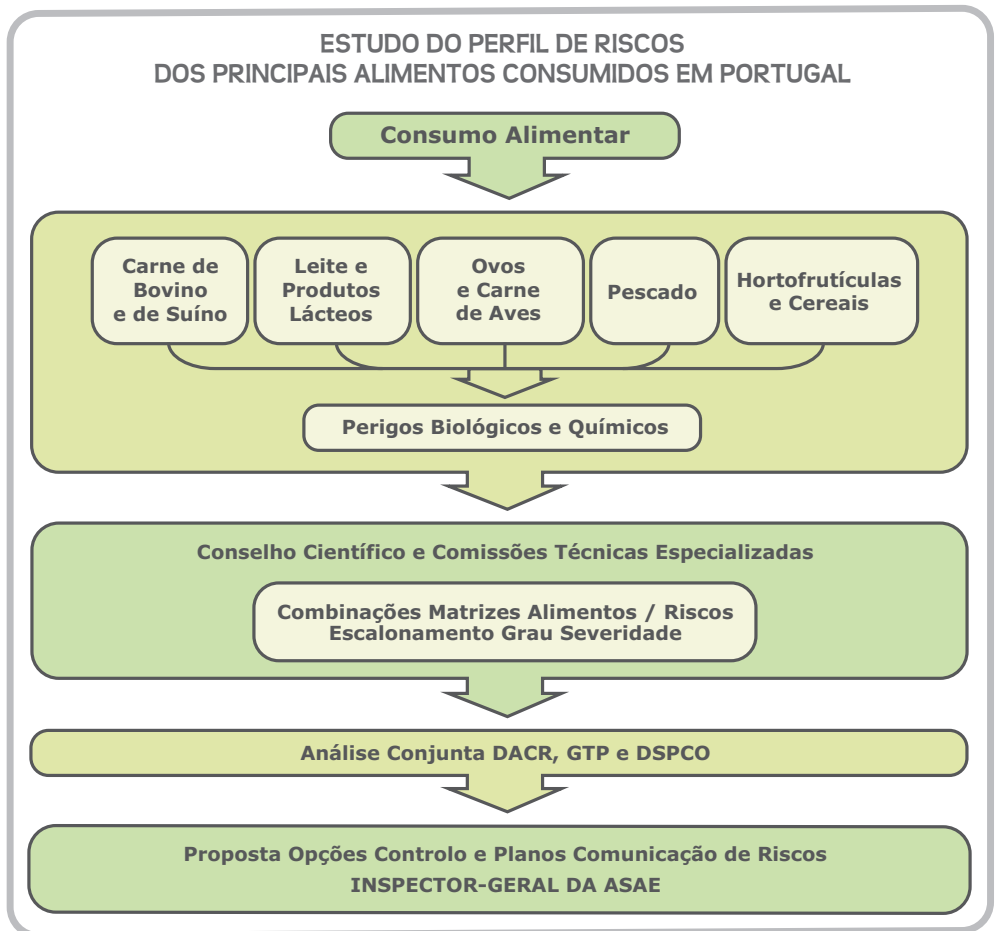 ESTUDO DO PERFIL DE RISCOS
DOS PRINCIPAIS ALIMENTOS CONSUMIDOS EM PORTUGAL
Consumo Alimentar
Carne de
Bovino
e de Suíno
Leite e
Produtos
Lácteos
Ovos
e Carne
de Aves
Pescado
Hortofrutículas
e Cereais
Perigos Biológicos e Químicos
Conselho Científico e Comissões Técnicas Especializadas
Combinações Matrizes Alimentos / Riscos
Escalonamento Grau Severidade
Análise Conjunta DACR, GTP e DSPCO
Proposta Opções Controlo e Planos Comunicação de Riscos
INSPECTOR-GERAL DA ASAE